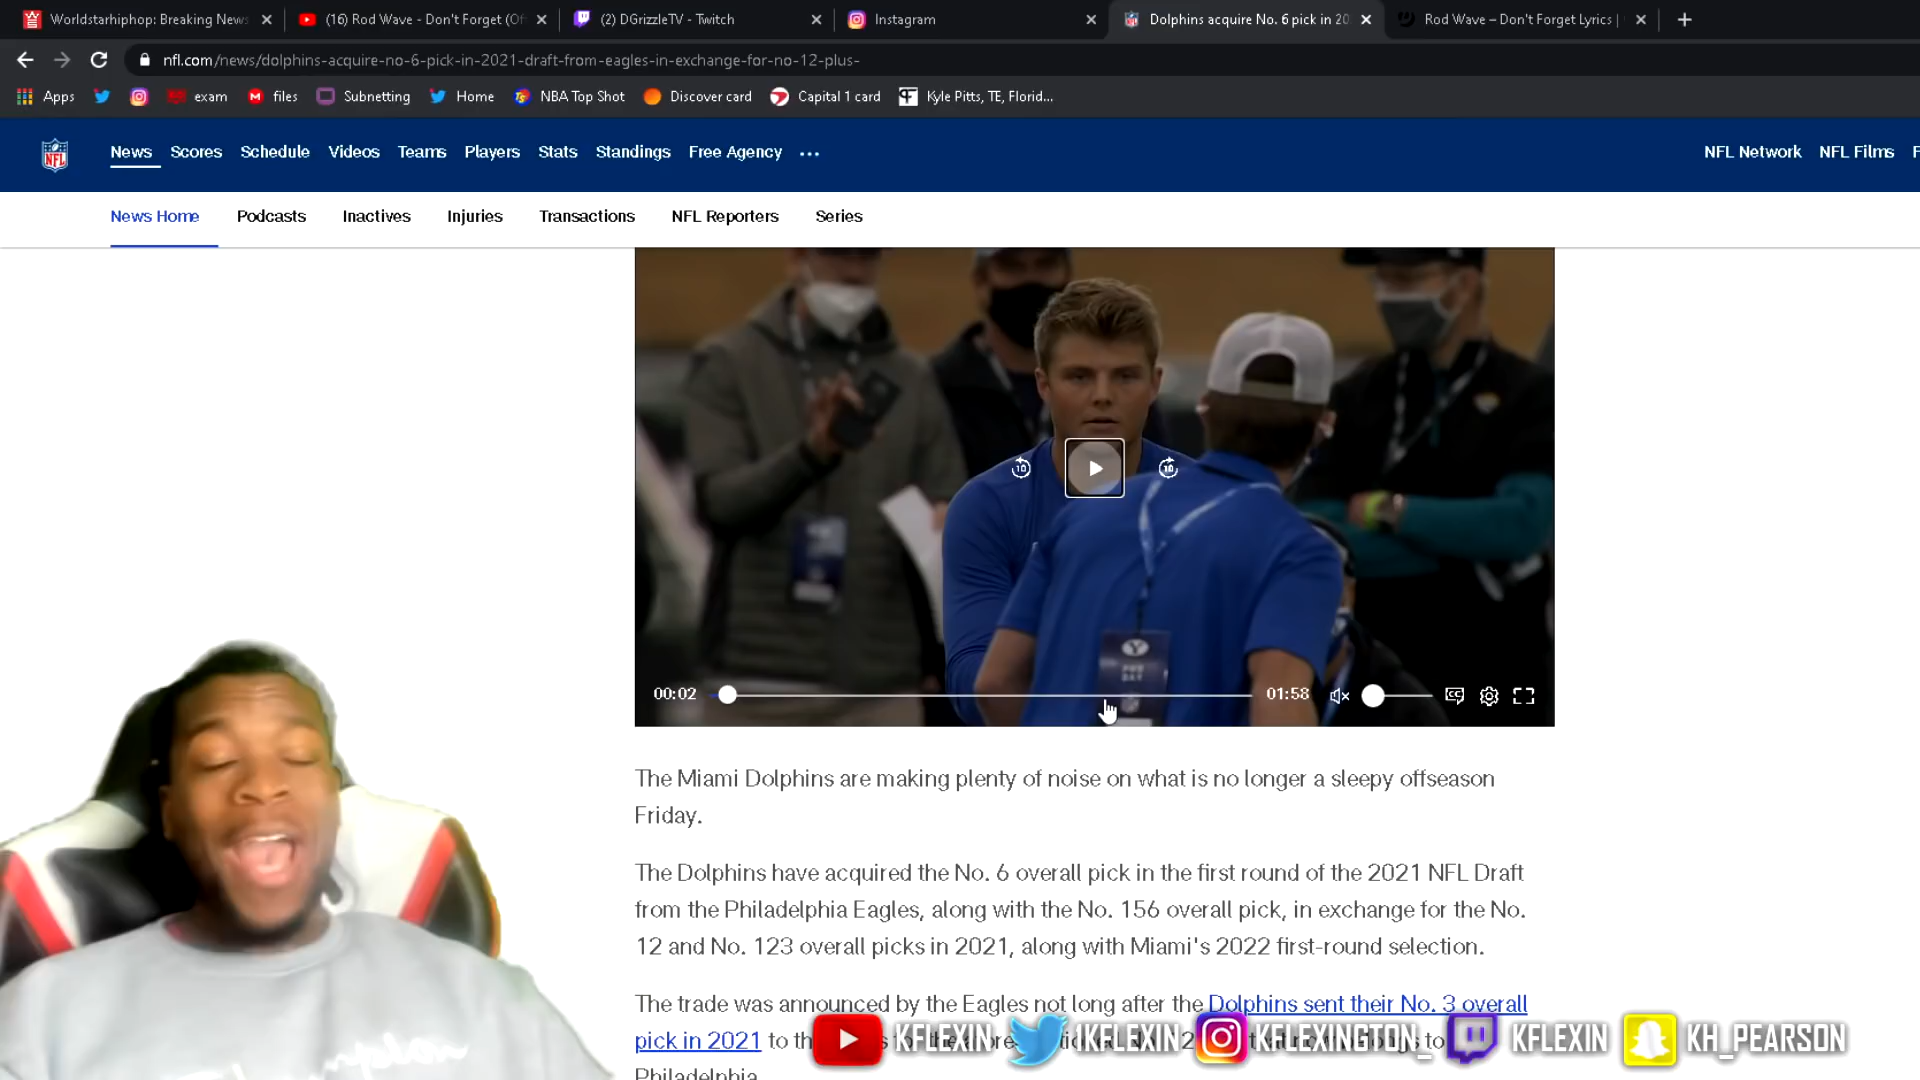 Worldstarhiphop: Breaking News
(16) Rod Wave - Don't Forget (Of
(2) DGrizzleTV - Twitch
Instagram
Dolphins acquire No. 6 pick in 20
Rod Wave – Don't Forget Lyrics |
nfl.com/news/dolphins-acquire-no-6-pick-in-2021-draft-from-eagles-in-exchange-for-no-12-plus-
Apps exam files Subnetting Home NBA Top Shot Discover card Capital 1 card Kyle Pitts, TE, Florid...
NFL News Scores Schedule Videos Teams Players Stats Standings Free Agency ... NFL Network NFL Films F
News Home Podcasts Inactives Injuries Transactions NFL Reporters Series
10 10
Y
00:02 01:58 CC
The Miami Dolphins are making plenty of noise on what is no longer a sleepy offseason
Friday.
The Dolphins have acquired the No. 6 overall pick in the first round of the 2021 NFL Draft
from the Philadelphia Eagles, along with the No. 156 overall pick, in exchange for the No.
12 and No. 123 overall picks in 2021, along with Miami's 2022 first-round selection.
The trade was announced by the Eagles not long after the Dolphins sent their No. 3 overall
pick in 2021 to
Philadelphia.
KFLEXIN 1KFLEXIN KFLEXINGTON_ KFLEXIN KH_PEARSON